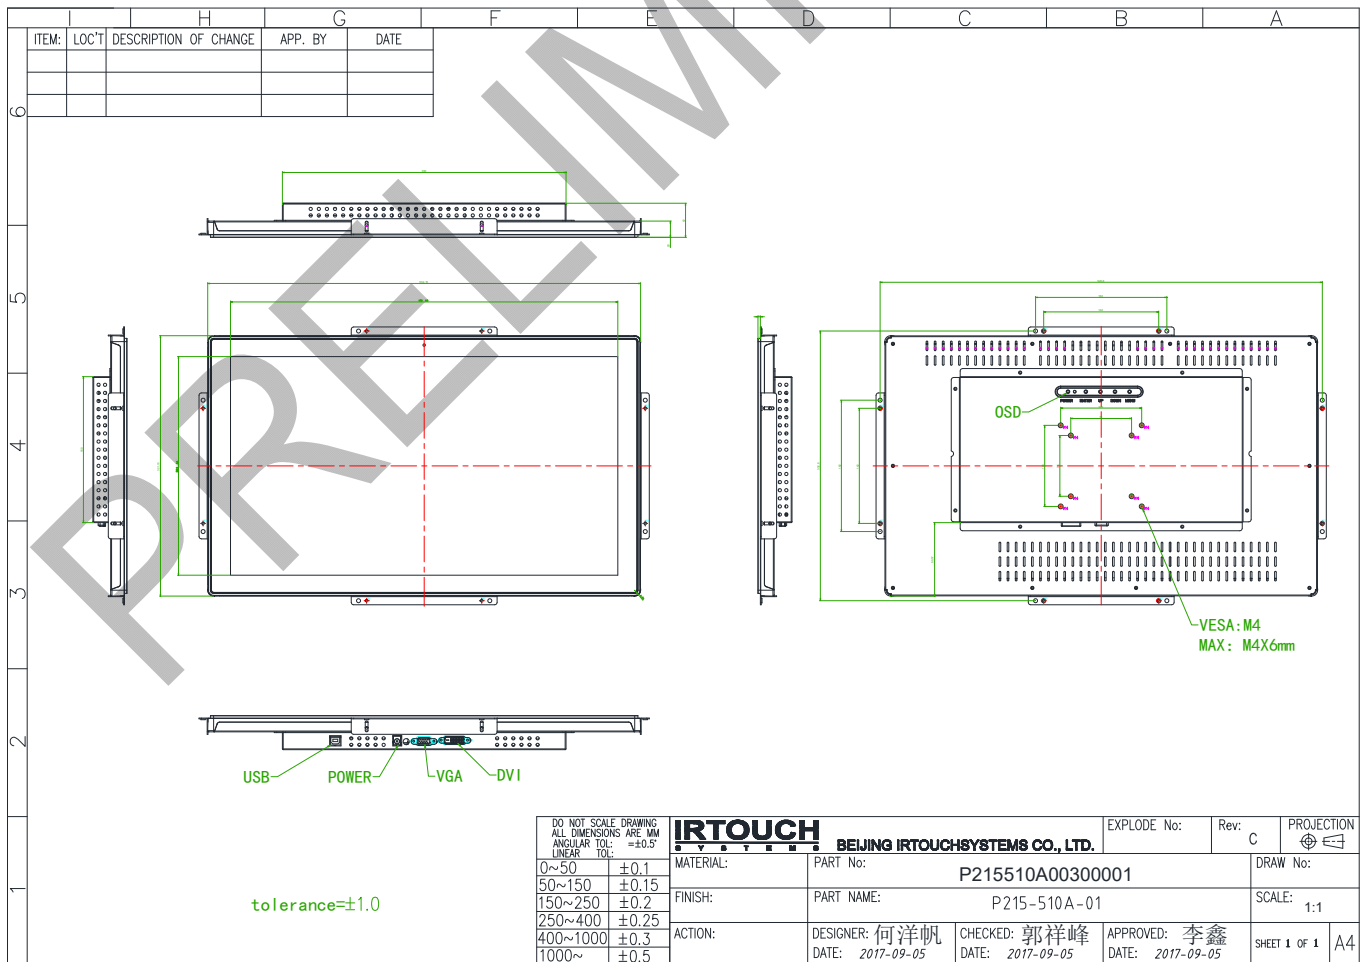 I H G F E D C B A
ITEM: LOC'T DESCRIPTION OF CHANGE APP. BY DATE
6
5
4
3
2
1
PRELIM
OSD
VESA:M4
MAX: M4X6mm
USB
POWER
VGA
DVI
tolerance=±1.0
DO NOT SCALE DRAWING
ALL DIMENSIONS ARE MM
ANGULAR TOL: =±0.5°
LINEAR TOL:
0~50 ±0.1
50~150 ±0.15
150~250 ±0.2
250~400 ±0.25
400~1000 ±0.3
1000~ ±0.5
IRTOUCH
SYSTEMS
BEIJING IRTOUCHSYSTEMS CO., LTD.
EXPLODE No:
Rev:
C
PROJECTION
MATERIAL:
PART No:
P215510A00300001
DRAW No:
FINISH:
PART NAME:
P215-510A-01
SCALE:
1:1
ACTION:
DESIGNER: 何洋帆
DATE: 2017-09-05
CHECKED: 郭祥峰
DATE: 2017-09-05
APPROVED: 李鑫
DATE: 2017-09-05
SHEET 1 OF 1
A4